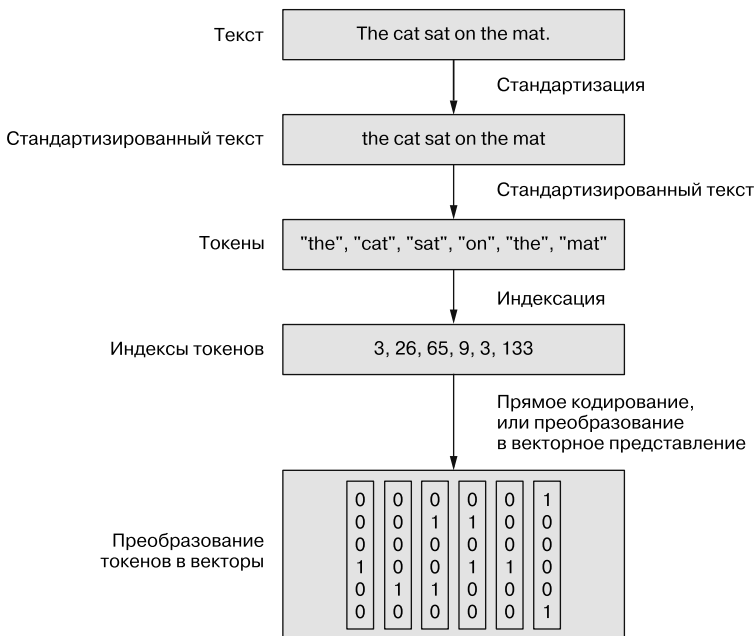 Текст
The cat sat on the mat.
Стандартизация
Стандартизированный текст
the cat sat on the mat
Стандартизированный текст
Токены
"the", "cat", "sat", "on", "the", "mat"
Индексация
Индексы токенов
3, 26, 65, 9, 3, 133
Прямое кодирование,
или преобразование
в векторное представление
Преобразование
токенов в векторы
0 0 0 0 0 1
0 0 1 1 0 0
0 0 0 0 0 0
1 0 0 1 1 0
0 1 1 0 0 0
0 0 0 0 0 1